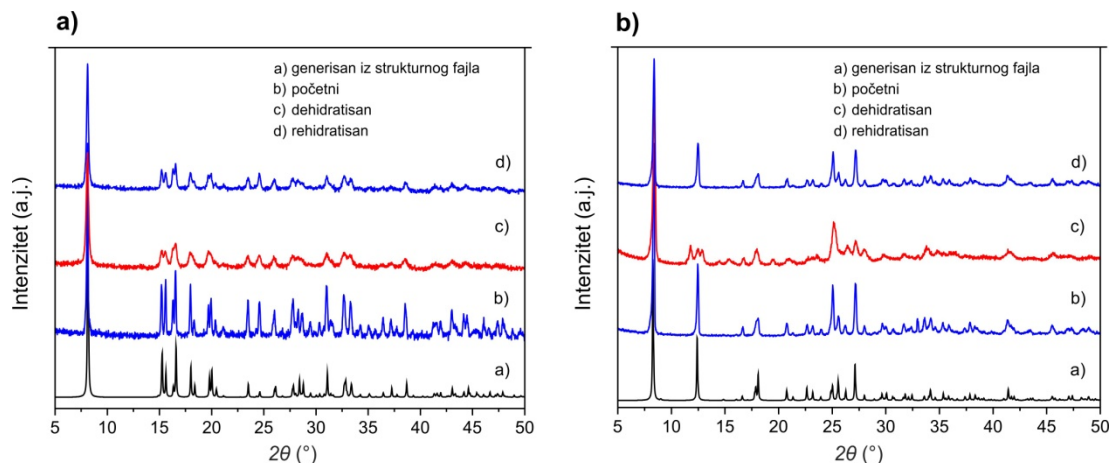 a)
Intenzitet (a.j.)
a) generisan iz strukturnog fajla
b) početni
c) dehidratisan
d) rehidratisan
d)
c)
b)
a)
5 10 15 20 25 30 35 40 45 50
2θ (°)
b)
Intenzitet (a.j.)
a) generisan iz strukturnog fajla
b) početni
c) dehidratisan
d) rehidratisan
d)
c)
b)
a)
5 10 15 20 25 30 35 40 45 50
2θ (°)